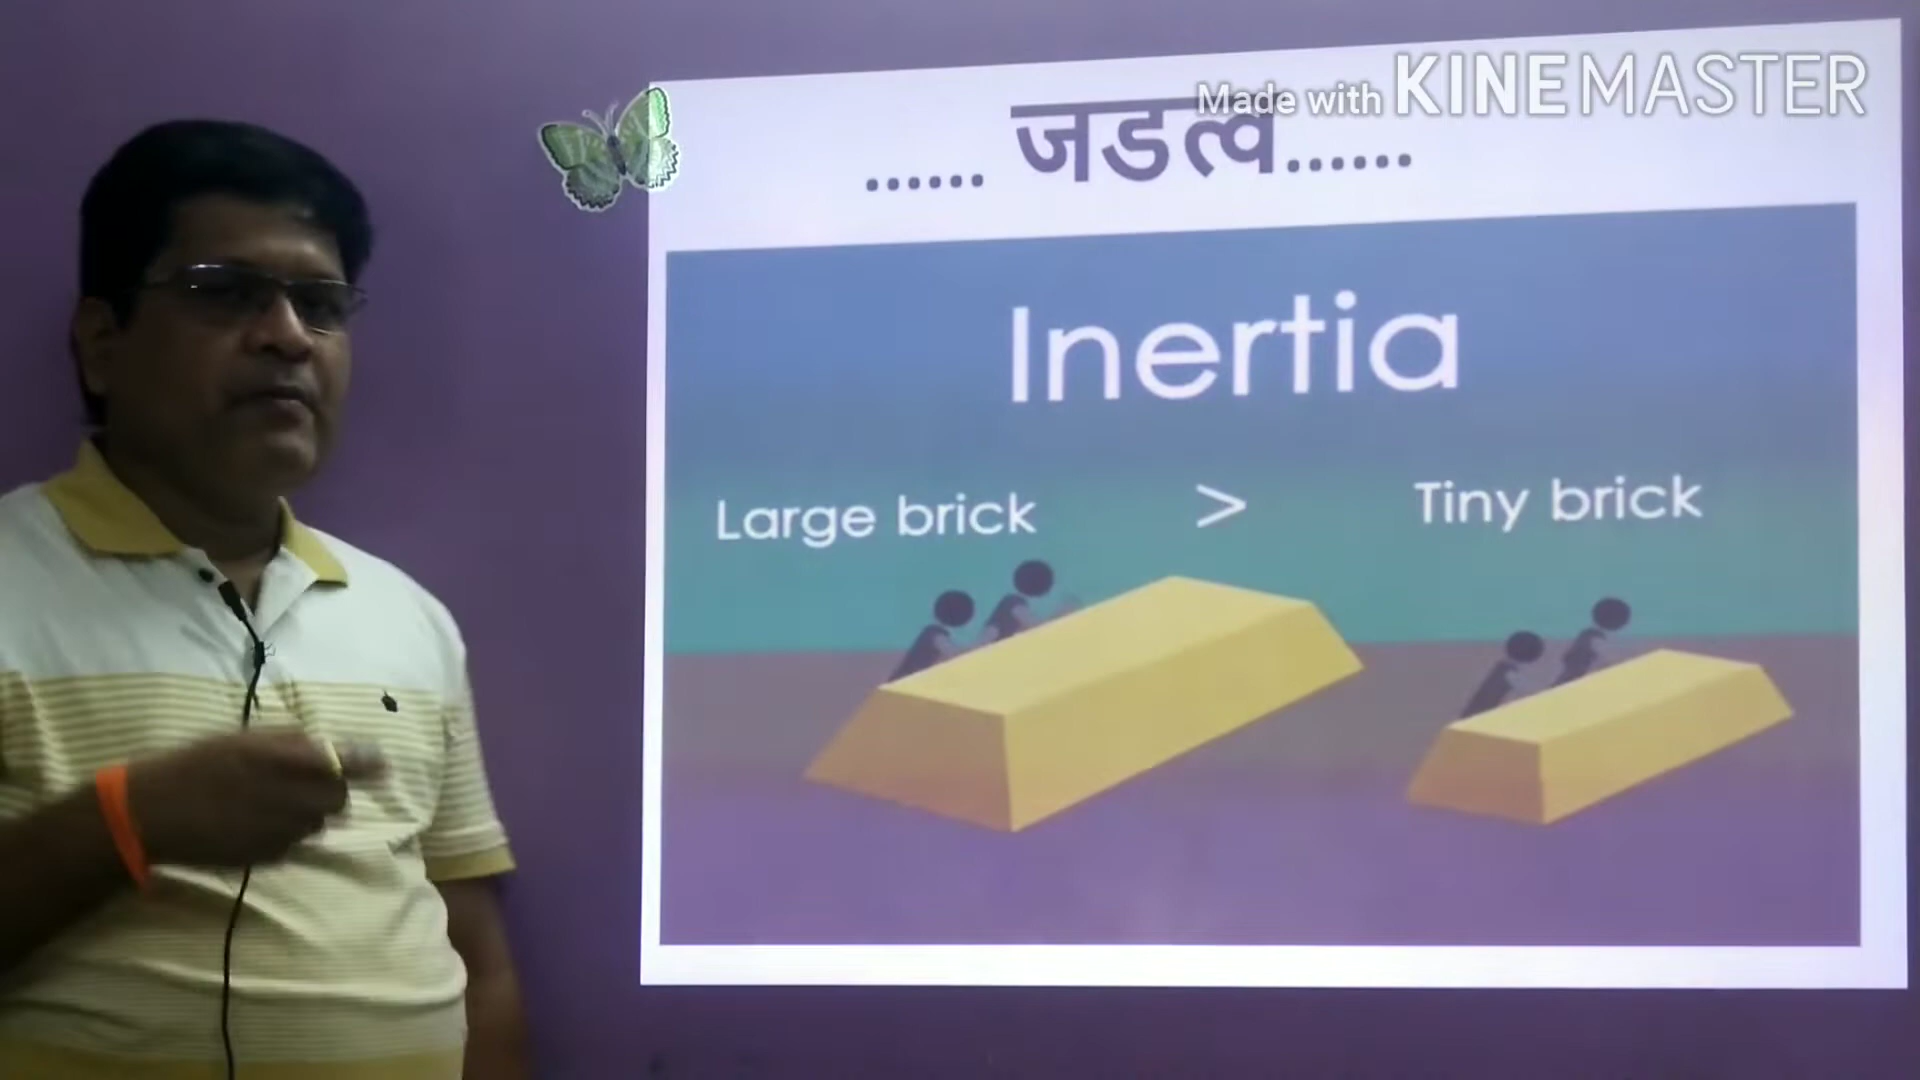 Made with KINEMASTER
...... जडत्व......
Inertia
Large brick > Tiny brick